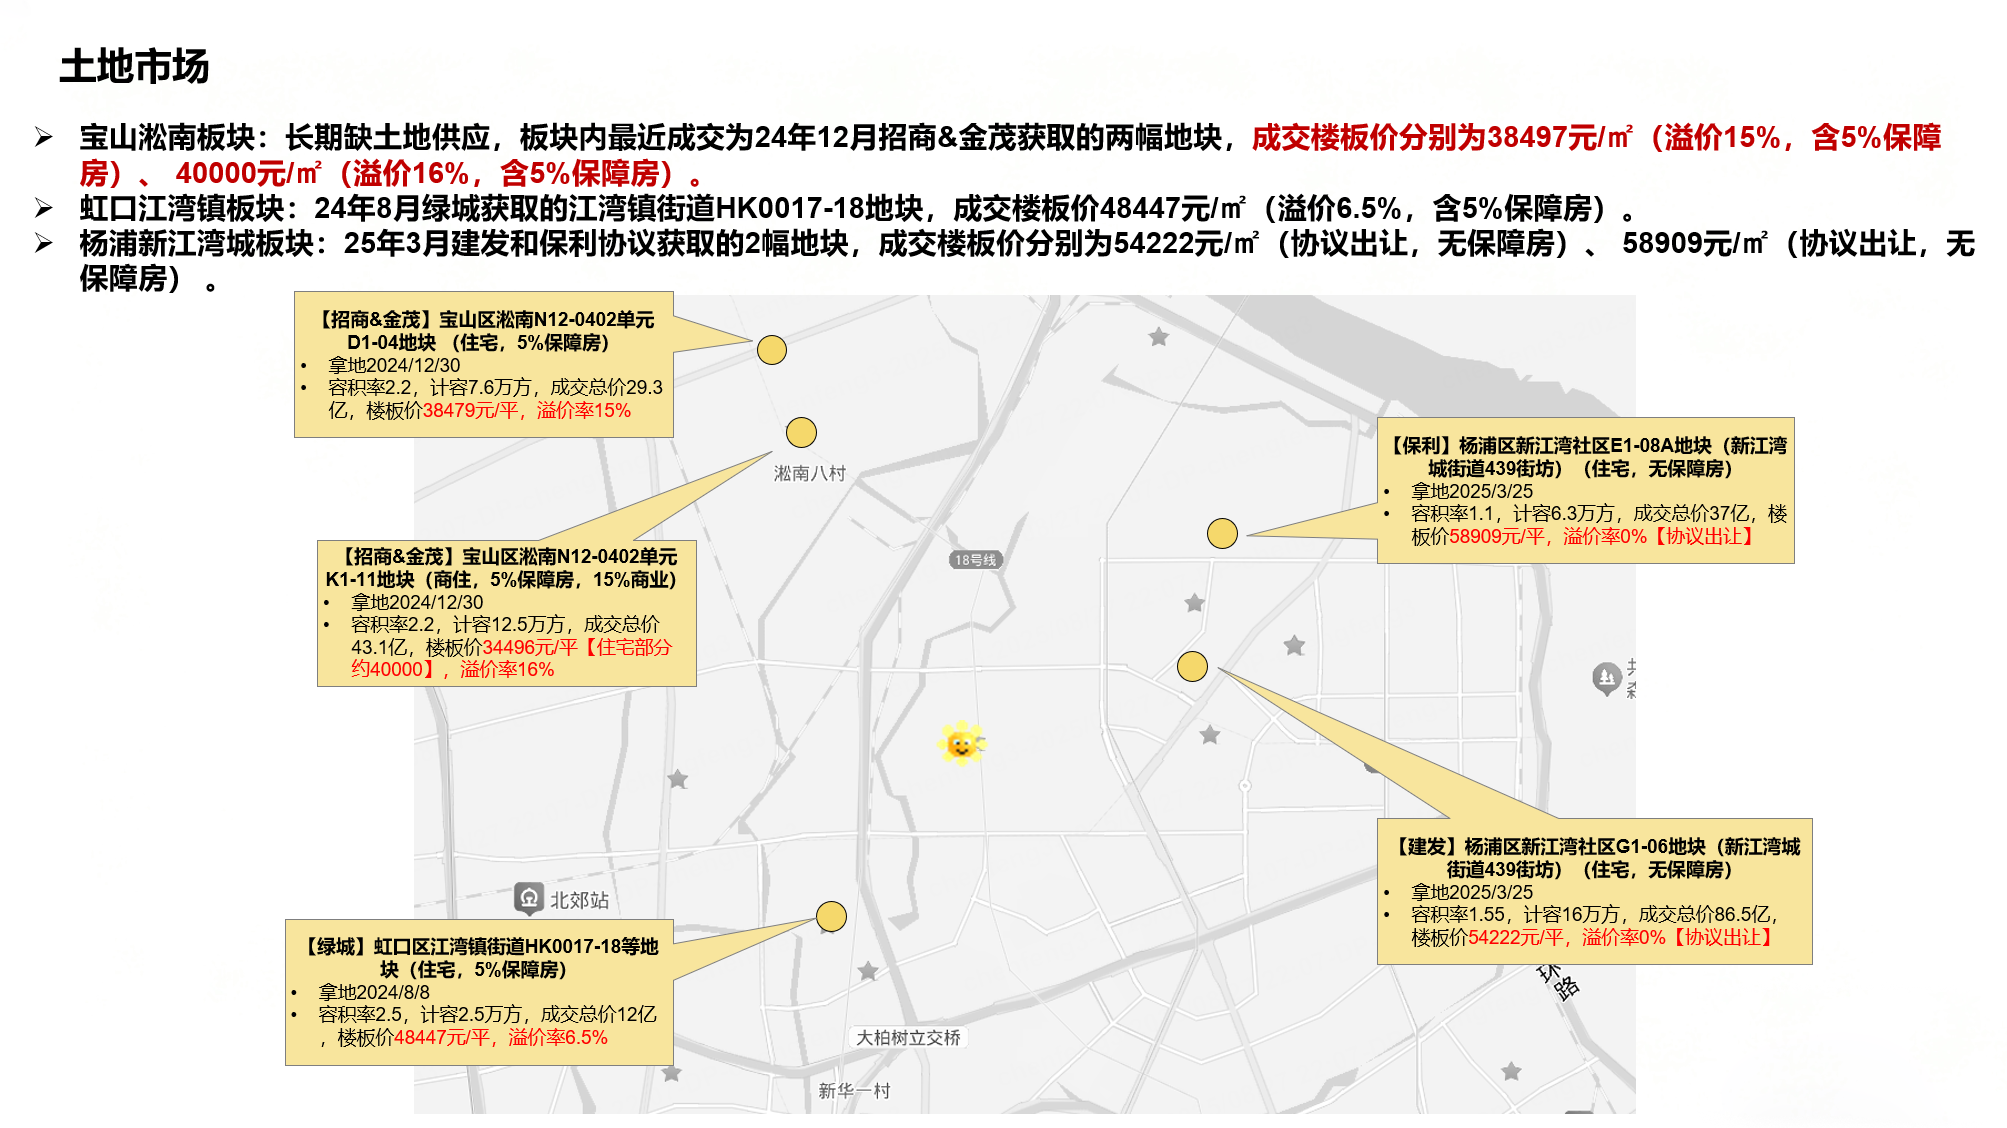 土地市场
➢ 宝山淞南板块：长期缺土地供应，板块内最近成交为24年12月招商&金茂获取的两幅地块，成交楼板价分别为38497元/㎡（溢价15%，含5%保障
房）、 40000元/㎡（溢价16%，含5%保障房）。
➢ 虹口江湾镇板块：24年8月绿城获取的江湾镇街道HK0017-18地块，成交楼板价48447元/㎡（溢价6.5%，含5%保障房）。
➢ 杨浦新江湾城板块：25年3月建发和保利协议获取的2幅地块，成交楼板价分别为54222元/㎡（协议出让，无保障房）、 58909元/㎡（协议出让，无
保障房） 。
【招商&金茂】宝山区淞南N12-0402单元
D1-04地块 （住宅，5%保障房）
• 拿地2024/12/30
• 容积率2.2，计容7.6万方，成交总价29.3
亿，楼板价38479元/平，溢价率15%
淞南八村
【保利】杨浦区新江湾社区E1-08A地块（新江湾
城街道439街坊）（住宅，无保障房）
• 拿地2025/3/25
• 容积率1.1，计容6.3万方，成交总价37亿，楼
板价58909元/平，溢价率0%【协议出让】
18号线
【招商&金茂】宝山区淞南N12-0402单元
K1-11地块（商住，5%保障房，15%商业）
• 拿地2024/12/30
• 容积率2.2，计容12.5万方，成交总价
43.1亿，楼板价34496元/平【住宅部分
约40000】，溢价率16%
【建发】杨浦区新江湾社区G1-06地块（新江湾城
街道439街坊）（住宅，无保障房）
• 拿地2025/3/25
• 容积率1.55，计容16万方，成交总价86.5亿，
楼板价54222元/平，溢价率0%【协议出让】
北郊站
【绿城】虹口区江湾镇街道HK0017-18等地
块（住宅，5%保障房）
• 拿地2024/8/8
• 容积率2.5，计容2.5万方，成交总价12亿
，楼板价48447元/平，溢价率6.5%
环路
大柏树立交桥
新华一村